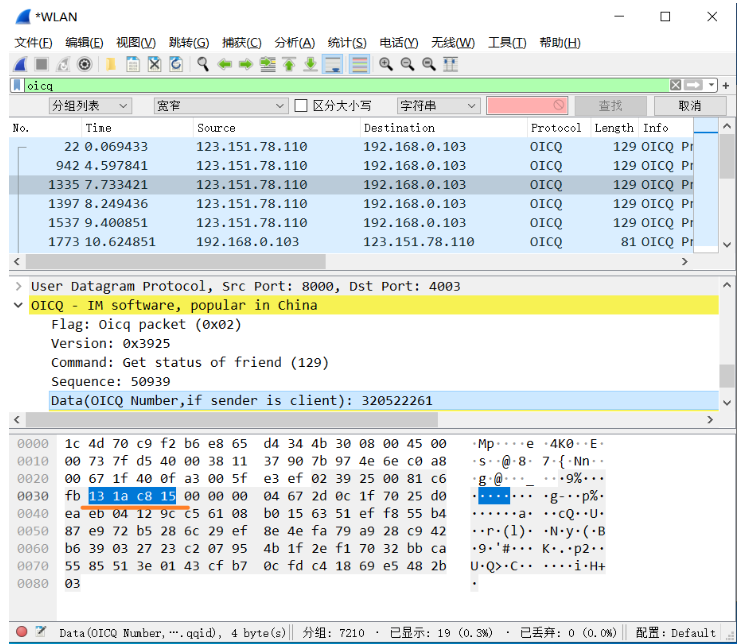 *WLAN
文件(F) 编辑(E) 视图(V) 跳转(G) 捕获(C) 分析(A) 统计(S) 电话(Y) 无线(W) 工具(T) 帮助(H)
oicq
分组列表 宽窄 区分大小写 字符串 查找 取消
No. Time Source Destination Protocol Length Info
22 0.069433 123.151.78.110 192.168.0.103 OICQ 129 OICQ Pr
942 4.597841 123.151.78.110 192.168.0.103 OICQ 129 OICQ Pr
1335 7.733421 123.151.78.110 192.168.0.103 OICQ 129 OICQ Pr
1397 8.249436 123.151.78.110 192.168.0.103 OICQ 129 OICQ Pr
1537 9.400851 123.151.78.110 192.168.0.103 OICQ 129 OICQ Pr
1773 10.624851 192.168.0.103 123.151.78.110 OICQ 81 OICQ Pr
User Datagram Protocol, Src Port: 8000, Dst Port: 4003
OICQ - IM software, popular in China
Flag: Oicq packet (0x02)
Version: 0x3925
Command: Get status of friend (129)
Sequence: 50939
Data(OICQ Number,if sender is client): 320522261
0000 1c 4d 70 c9 f2 b6 e8 65 d4 34 4b 30 08 00 45 00 ·Mp····e ·4K0··E·
0010 00 73 7f d5 40 00 38 11 37 90 7b 97 4e 6e c0 a8 ·s··@·8· 7·{·Nn··
0020 00 67 1f 40 0f a3 00 5f e3 ef 02 39 25 00 81 c6 ·g·@···_ ···9%···
0030 fb 13 1a c8 15 00 00 00 04 67 2d 0c 1f 70 25 d0 ········ ·g-··p%·
0040 ea eb 04 12 9c c5 61 08 b0 15 63 51 ef f8 55 b4 ······a· ··cQ··U·
0050 87 e9 72 b5 28 6c 29 ef 8e 4e fa 79 a9 28 c9 42 ··r·(l)· ·N·y·(·B
0060 b6 39 03 27 23 c2 07 95 4b 1f 2e f1 70 32 bb ca ·9·'#··· K·.·p2··
0070 55 85 51 3e 01 43 cf b7 0c fd c4 18 69 e5 48 2b U·Q>·C·· ····i·H+
0080 03 ·
Data(OICQ Number,….qqid), 4 byte(s) 分组: 7210 · 已显示: 19 (0.3%) · 已丢弃: 0 (0.0%) 配置: Default